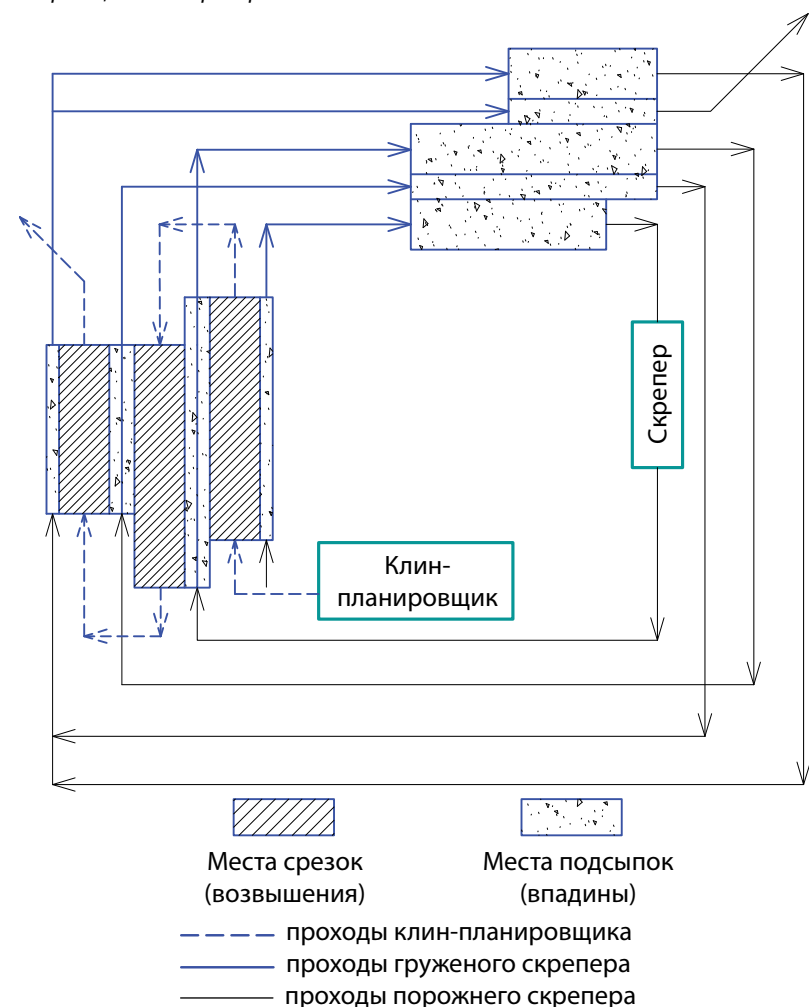 Скрепер
Клин-
планировщик
Места срезок
(возвышения)
Места подсыпок
(впадины)
проходы клин-планировщика
проходы груженого скрепера
проходы порожнего скрепера